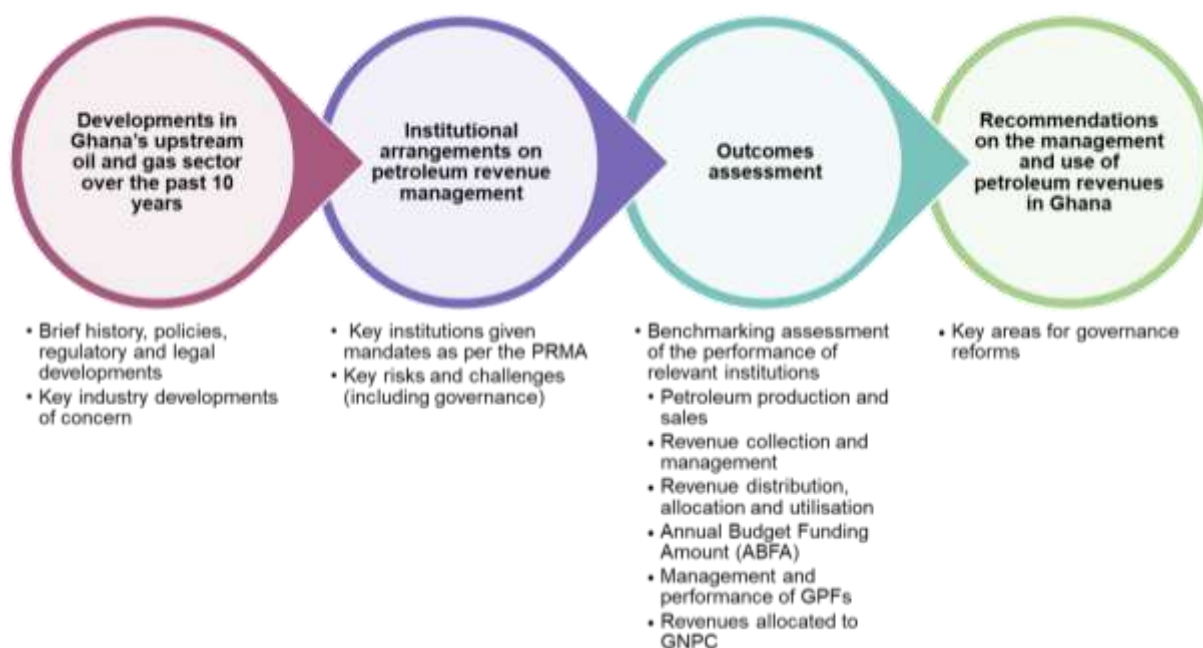 Developments in
Ghana's upstream
oil and gas sector
over the past 10
years
• Brief history, policies,
regulatory and legal
developments
• Key industry developments
of concern
Institutional
arrangements on
petroleum revenue
management
• Key institutions given
mandates as per the PRMA
• Key risks and challenges
(including governance)
Outcomes
assessment
• Benchmarking assessment
of the performance of
relevant institutions
• Petroleum production and
sales
• Revenue collection and
management
• Revenue distribution,
allocation and utilisation
• Annual Budget Funding
Amount (ABFA)
• Management and
performance of GPFs
• Revenues allocated to
GNPC
Recommendations
on the management
and use of
petroleum revenues
in Ghana
• Key areas for governance
reforms